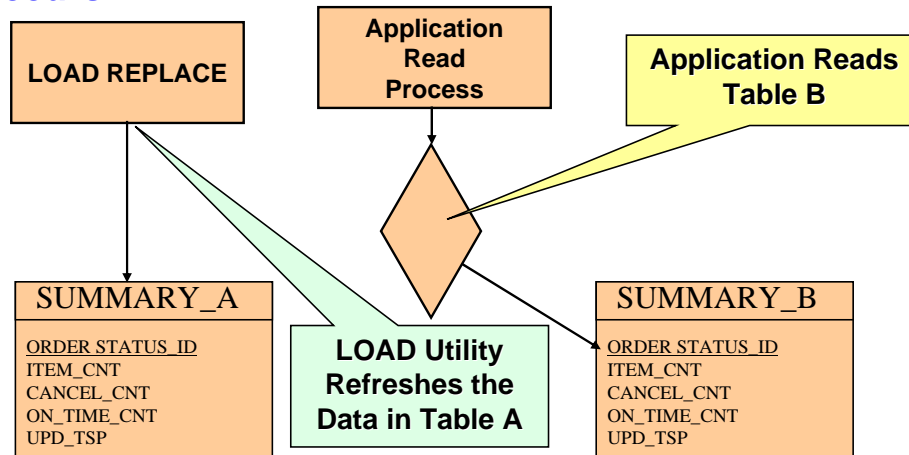 LOAD REPLACE
Application
Read
Process
Application Reads
Table B
SUMMARY_A
ORDER STATUS_ID
ITEM_CNT
CANCEL_CNT
ON_TIME_CNT
UPD_TSP
LOAD Utility
Refreshes the
Data in Table A
SUMMARY_B
ORDER STATUS_ID
ITEM_CNT
CANCEL_CNT
ON_TIME_CNT
UPD_TSP